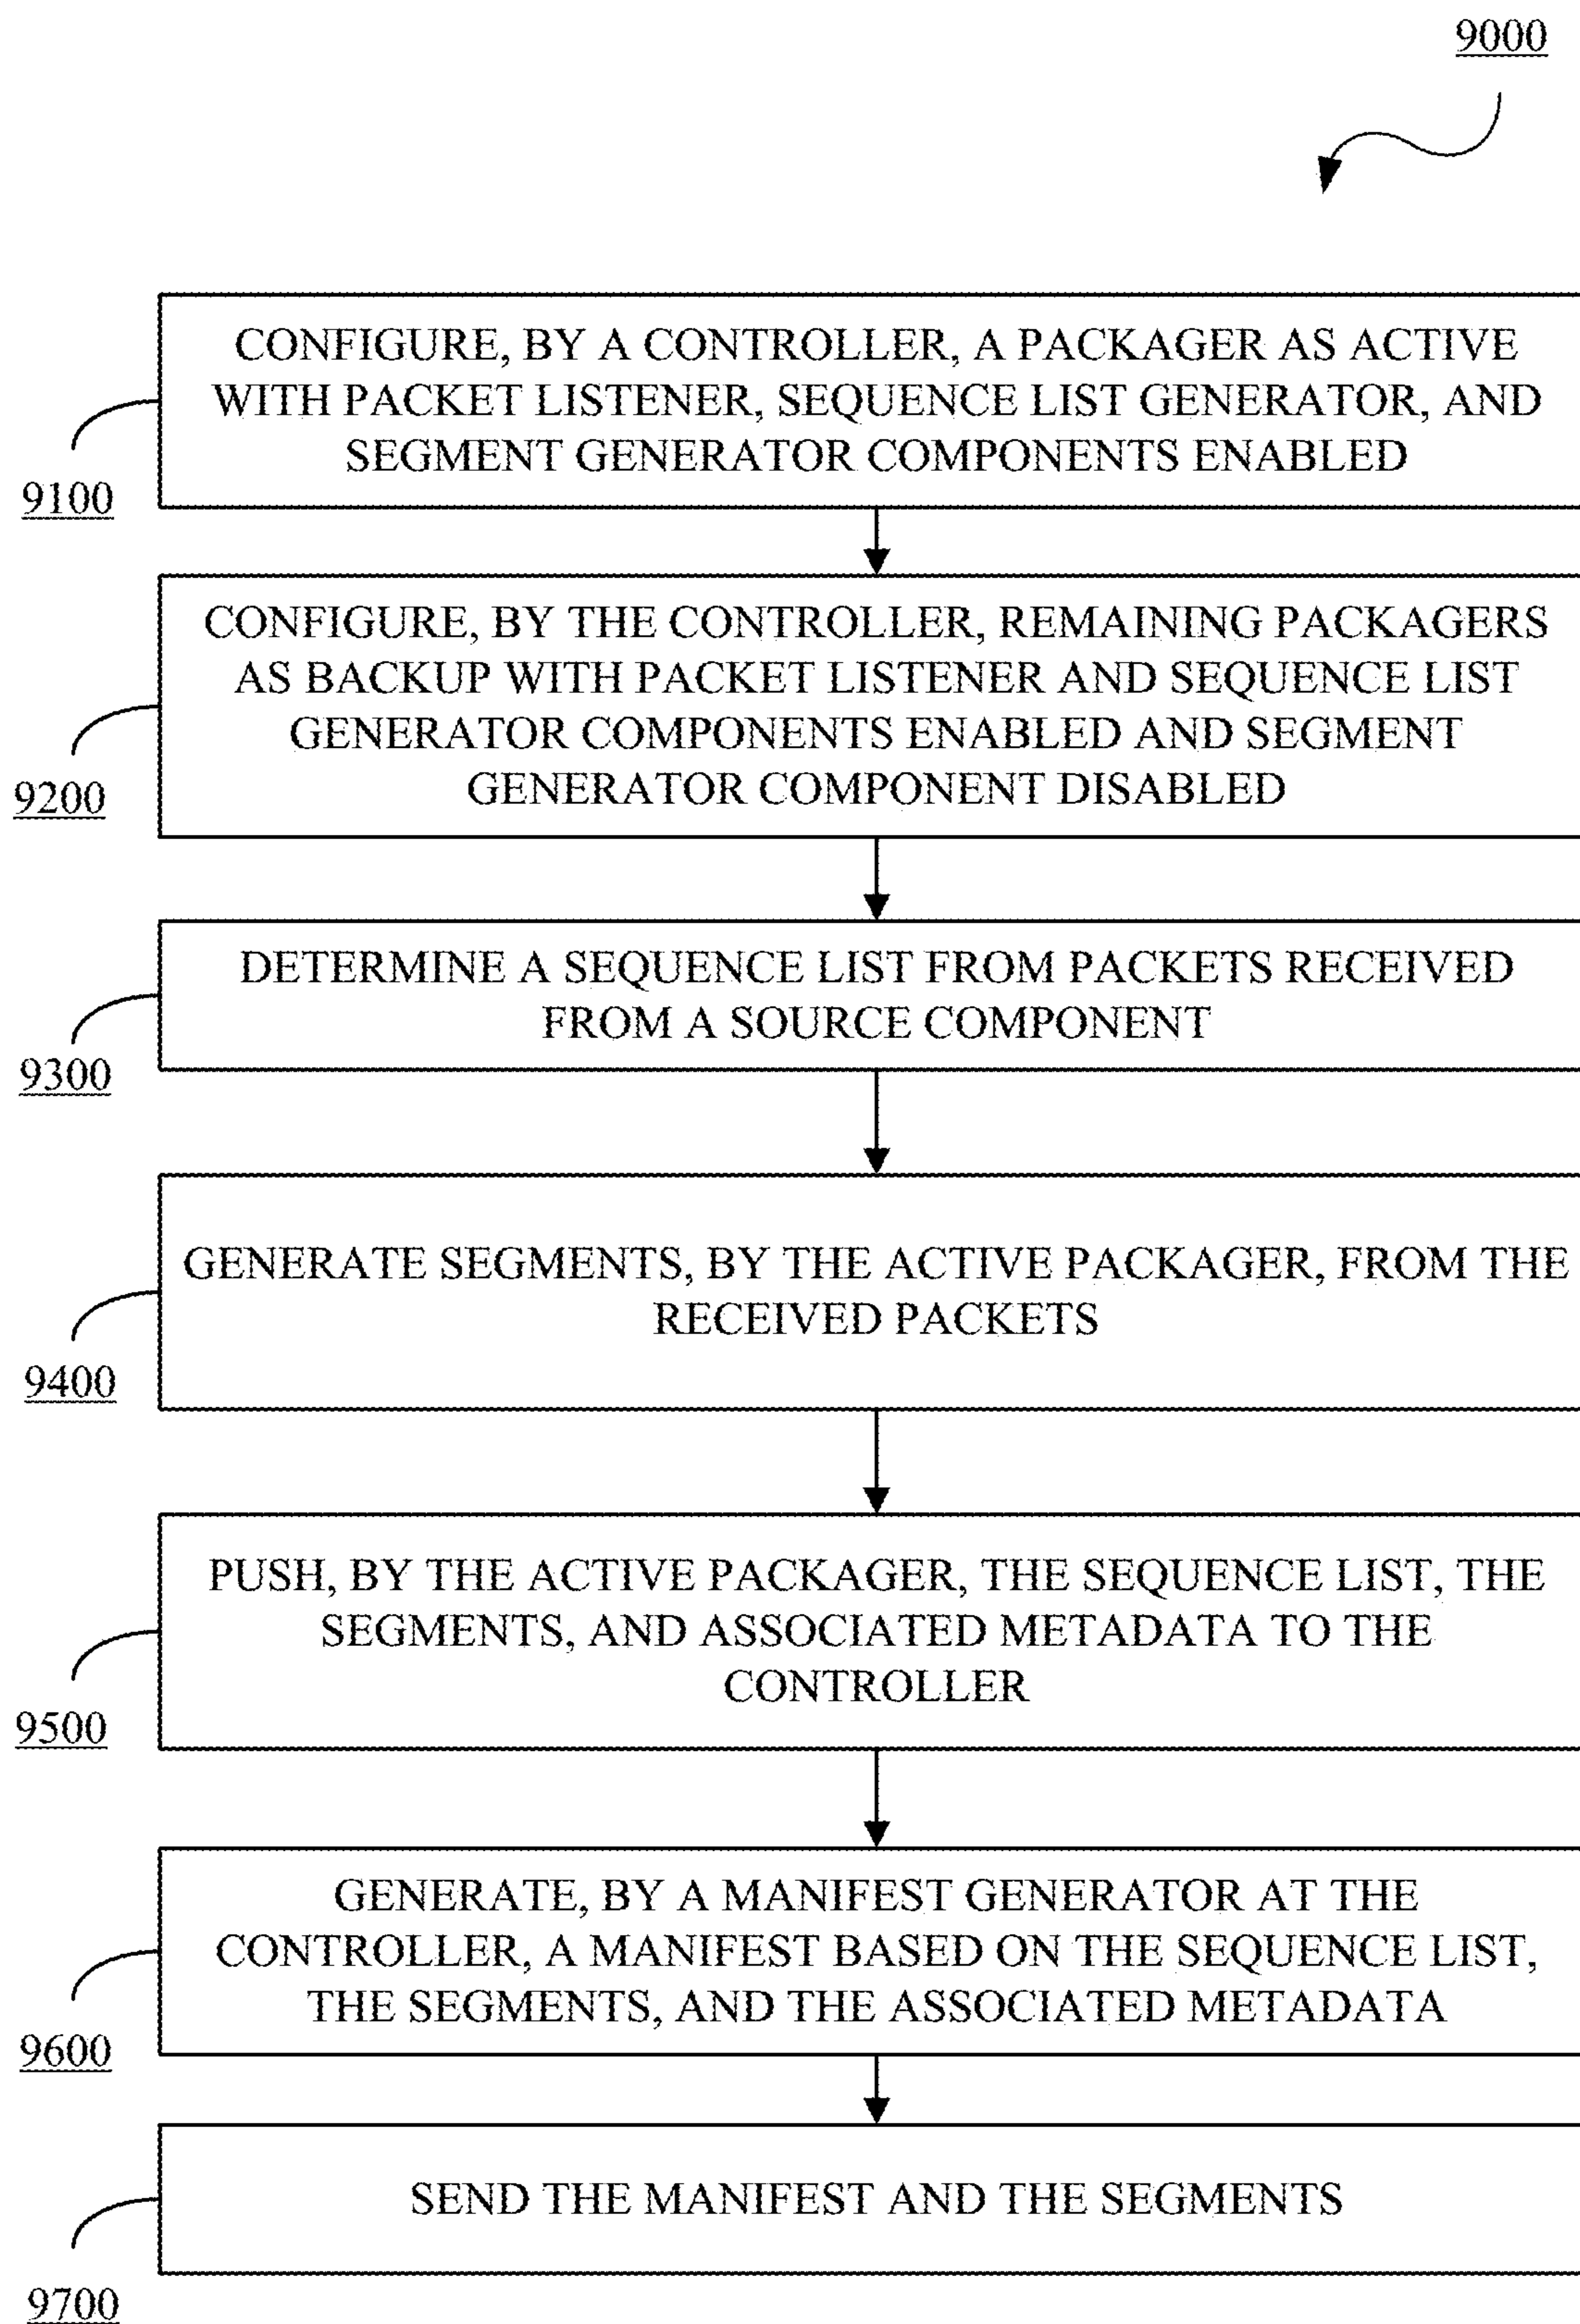 9000
CONFIGURE, BY A CONTROLLER, A PACKAGER AS ACTIVE
WITH PACKET LISTENER, SEQUENCE LIST GENERATOR, AND
SEGMENT GENERATOR COMPONENTS ENABLED
9100
CONFIGURE, BY THE CONTROLLER, REMAINING PACKAGERS
AS BACKUP WITH PACKET LISTENER AND SEQUENCE LIST
GENERATOR COMPONENTS ENABLED AND SEGMENT
GENERATOR COMPONENT DISABLED
9200
DETERMINE A SEQUENCE LIST FROM PACKETS RECEIVED
FROM A SOURCE COMPONENT
9300
GENERATE SEGMENTS, BY THE ACTIVE PACKAGER, FROM THE
RECEIVED PACKETS
9400
PUSH, BY THE ACTIVE PACKAGER, THE SEQUENCE LIST, THE
SEGMENTS, AND ASSOCIATED METADATA TO THE
CONTROLLER
9500
GENERATE, BY A MANIFEST GENERATOR AT THE
CONTROLLER, A MANIFEST BASED ON THE SEQUENCE LIST,
THE SEGMENTS, AND THE ASSOCIATED METADATA
9600
SEND THE MANIFEST AND THE SEGMENTS
9700